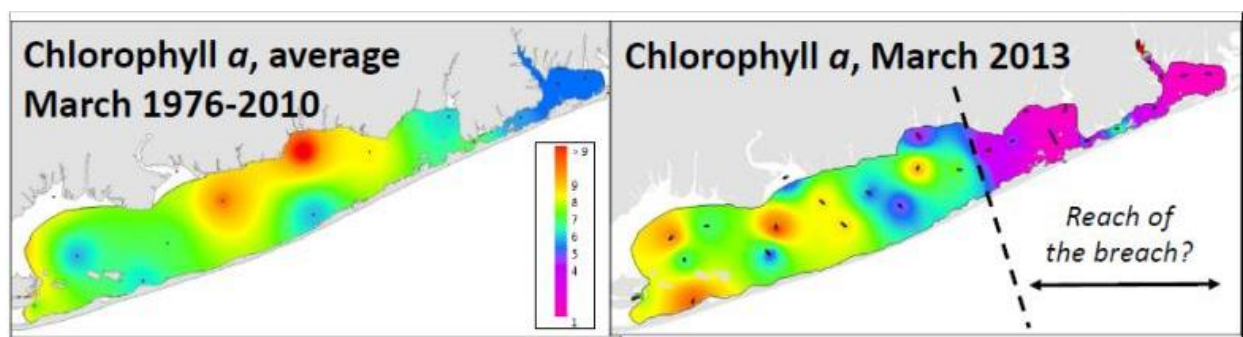 Chlorophyll a, average
March 1976-2010
> 9
9
8
7
6
5
4
1
Chlorophyll a, March 2013
Reach of
the breach?